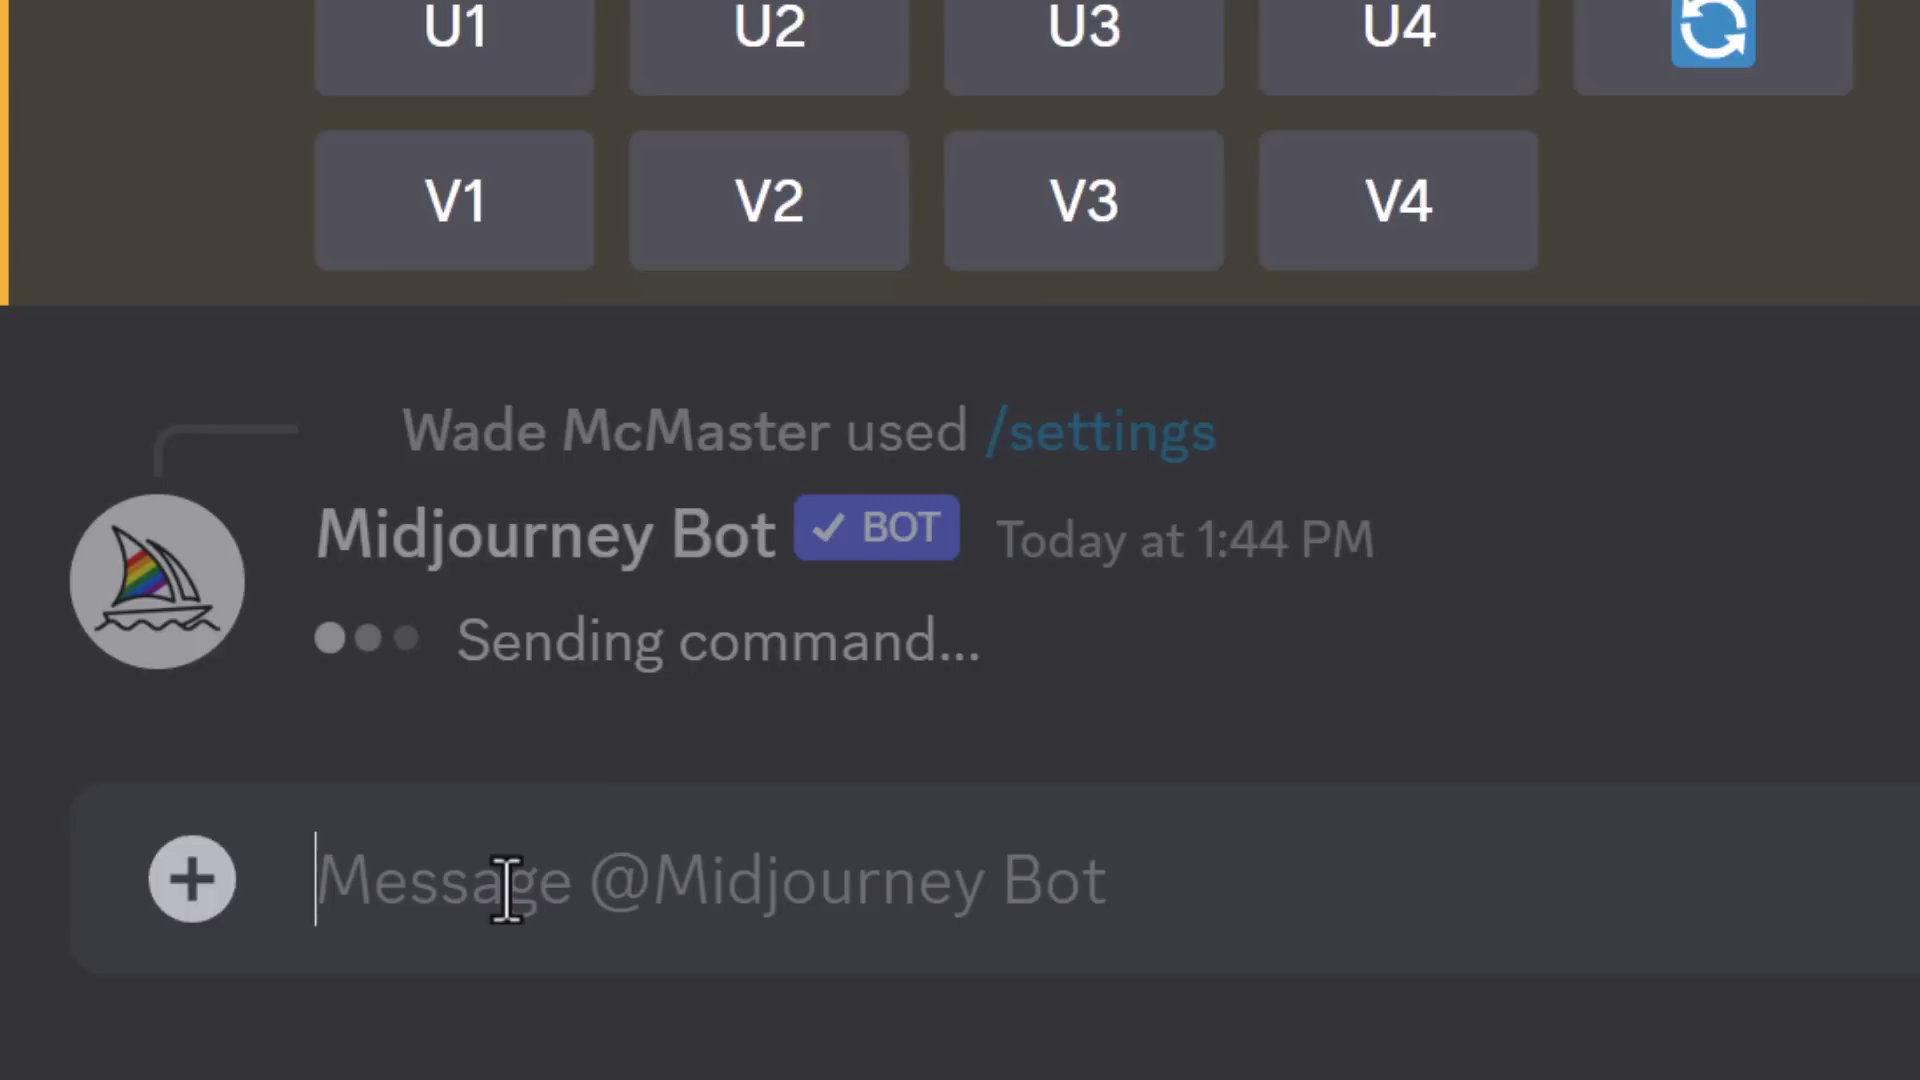 U1 U2 U3 U4
V1 V2 V3 V4
Wade McMaster used /settings
Midjourney Bot ✓ BOT Today at 1:44 PM
Sending command...
Message @Midjourney Bot